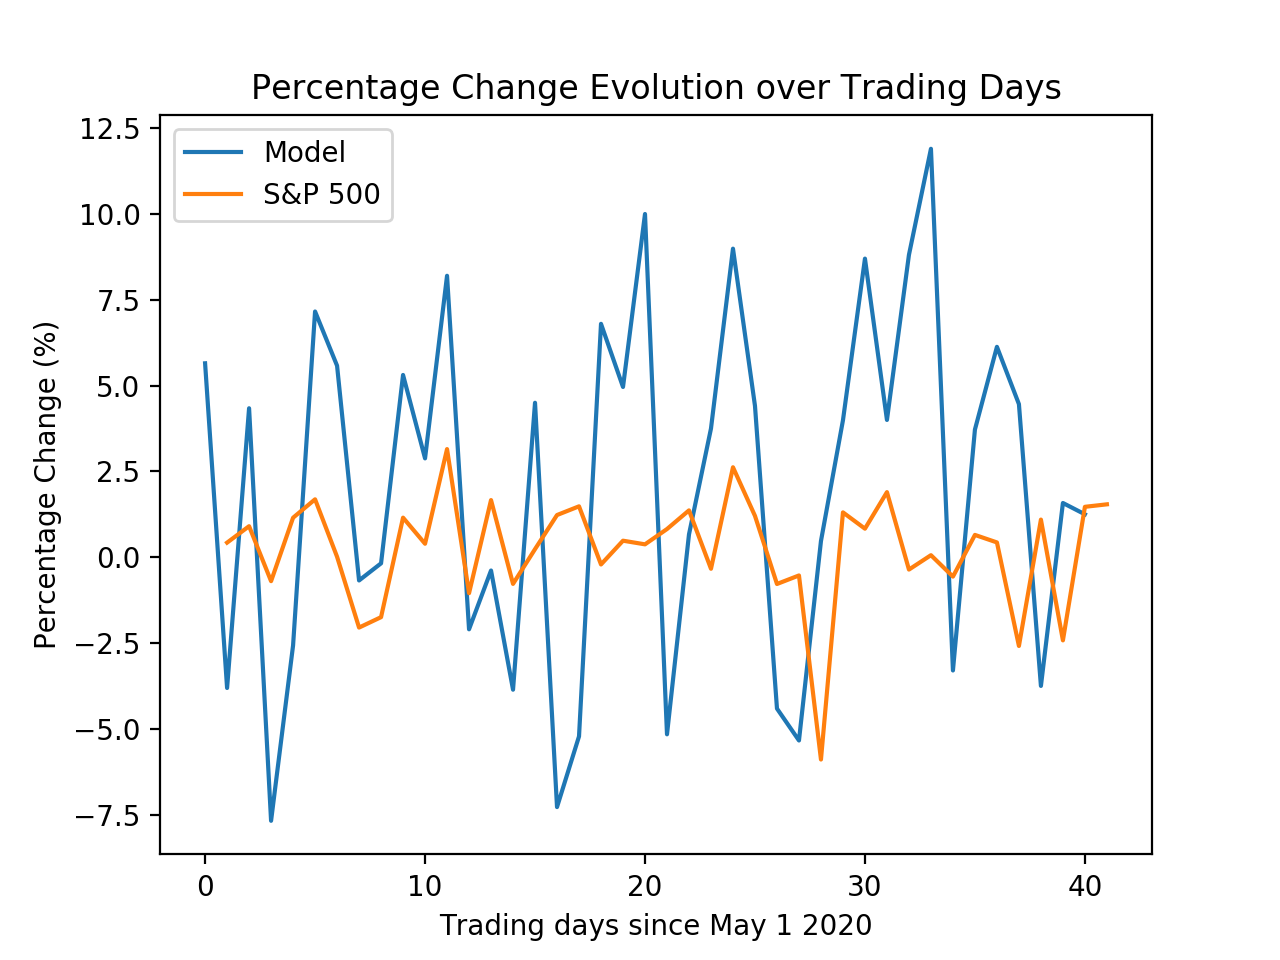 Percentage Change Evolution over Trading Days
Model
S&P 500
Percentage Change (%)
12.5
10.0
7.5
5.0
2.5
0.0
−2.5
−5.0
−7.5
0 10 20 30 40
Trading days since May 1 2020